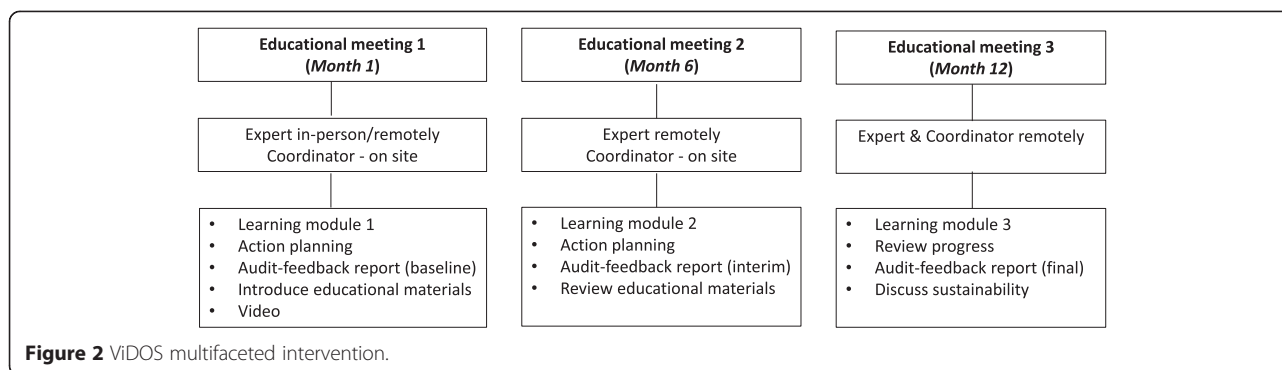 Educational meeting 1
(Month 1)
Expert in-person/remotely
Coordinator - on site
• Learning module 1
• Action planning
• Audit-feedback report (baseline)
• Introduce educational materials
• Video
Educational meeting 2
(Month 6)
Expert remotely
Coordinator - on site
• Learning module 2
• Action planning
• Audit-feedback report (interim)
• Review educational materials
Educational meeting 3
(Month 12)
Expert & Coordinator remotely
• Learning module 3
• Review progress
• Audit-feedback report (final)
• Discuss sustainability
Figure 2 ViDOS multifaceted intervention.